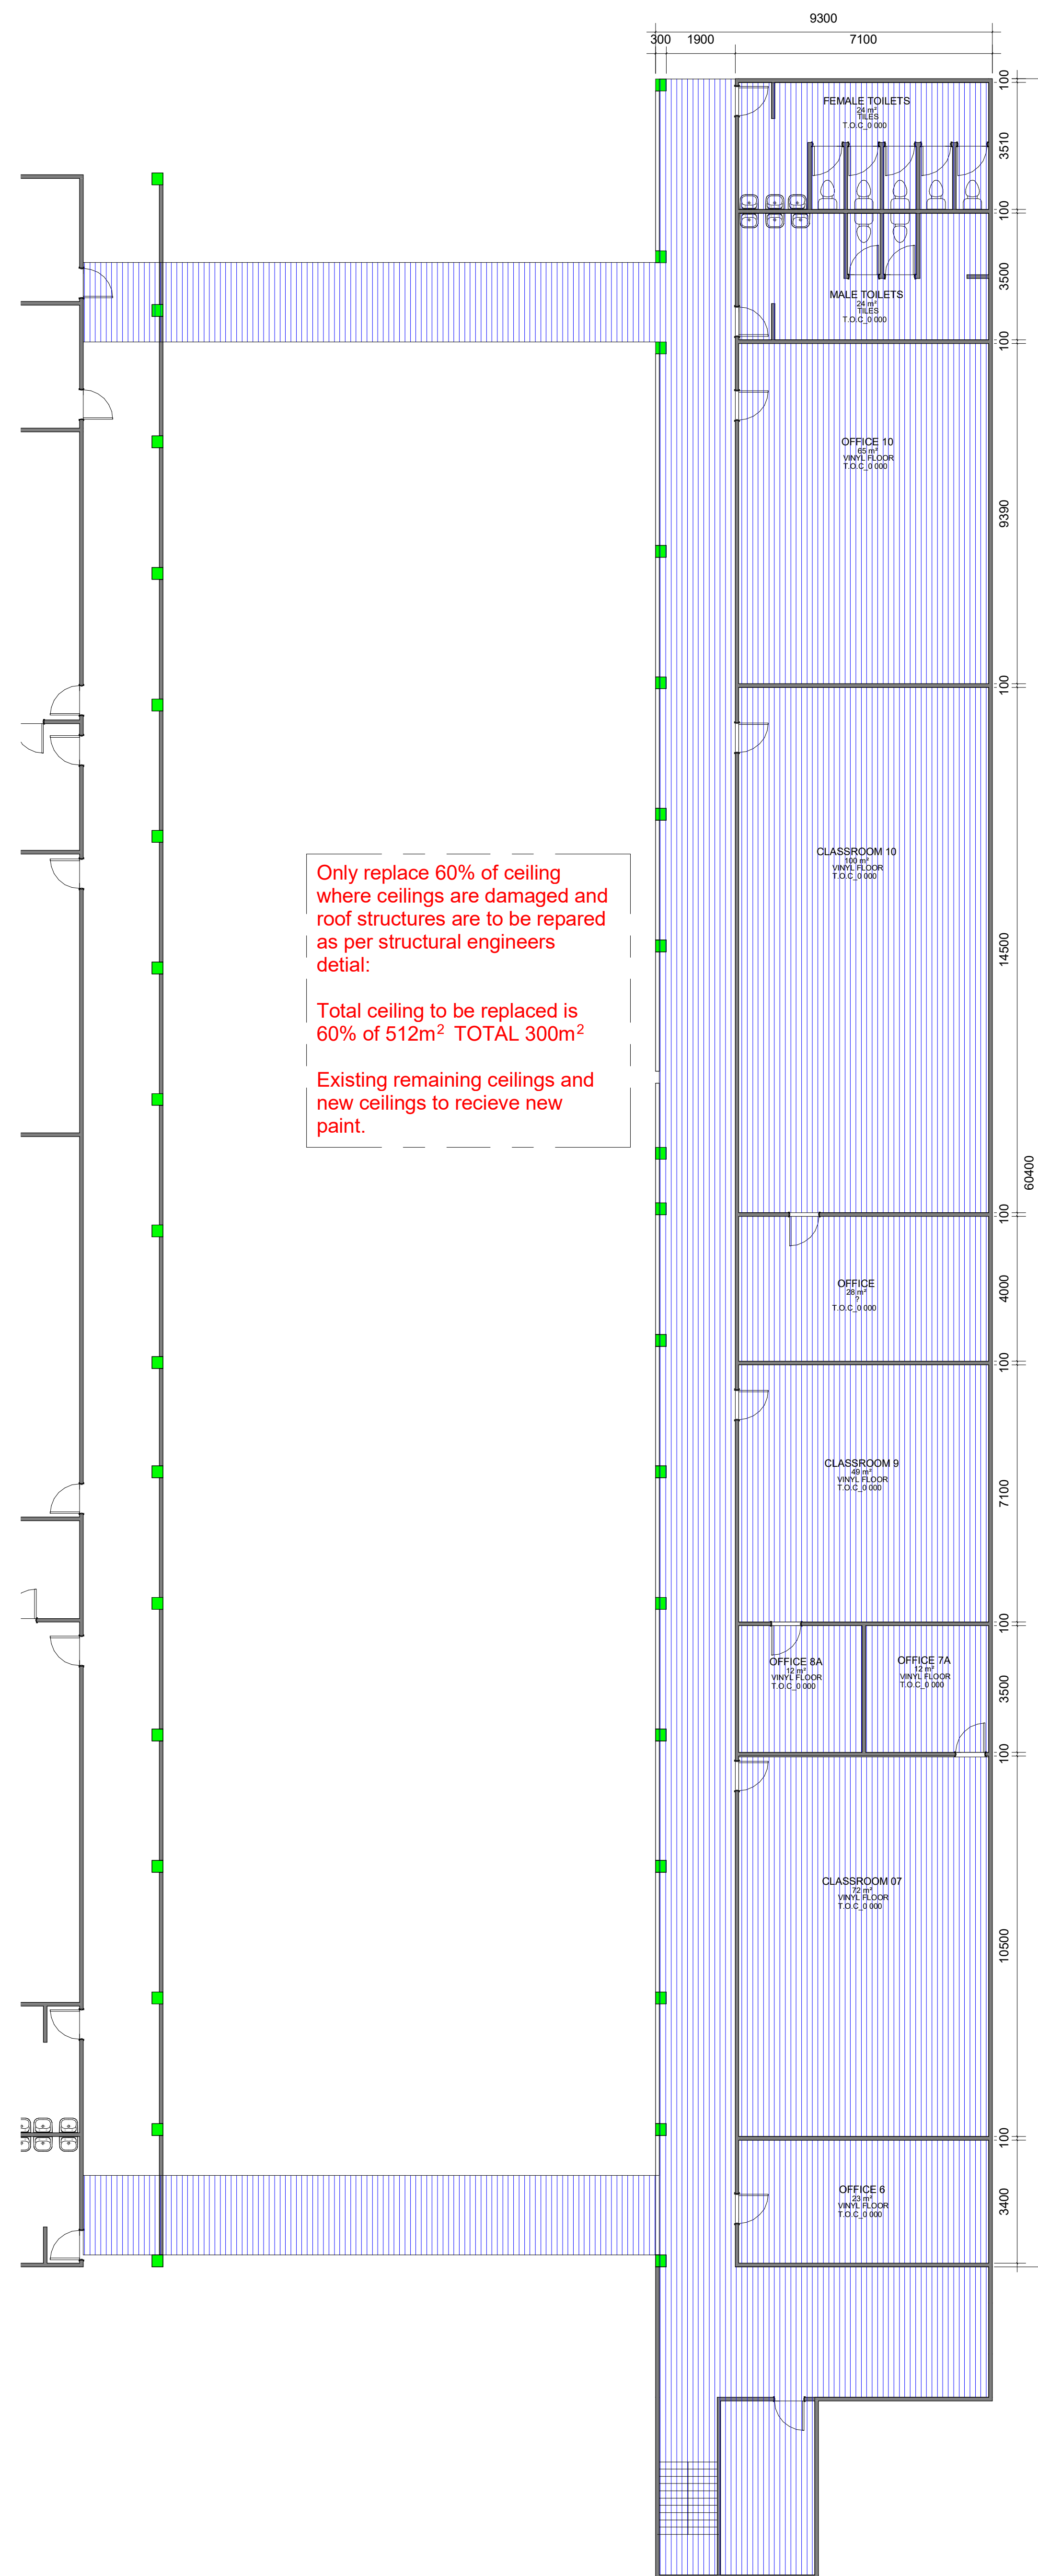 9300
300 1900 7100
100
FEMALE TOILETS
24 m²
TILES
T.O.C_0 000
3510
100
3500
MALE TOILETS
24 m²
TILES
T.O.C_0 000
100
OFFICE 10
65 m²
VINYL FLOOR
T.O.C_0 000
9390
100
CLASSROOM 10
100 m²
VINYL FLOOR
T.O.C_0 000
Only replace 60% of ceiling
where ceilings are damaged and
roof structures are to be repared
as per structural engineers
detial:
Total ceiling to be replaced is
60% of 512m² TOTAL 300m²
Existing remaining ceilings and
new ceilings to recieve new
paint.
14500
60400
100
OFFICE
28 m²
?
T.O.C_0 000
4000
100
CLASSROOM 9
49 m²
VINYL FLOOR
T.O.C_0 000
7100
100
OFFICE 8A
12 m²
VINYL FLOOR
T.O.C_0 000
OFFICE 7A
12 m²
VINYL FLOOR
T.O.C_0 000
3500
100
CLASSROOM 07
72 m²
VINYL FLOOR
T.O.C_0 000
10500
100
OFFICE 6
23 m²
VINYL FLOOR
T.O.C_0 000
3400